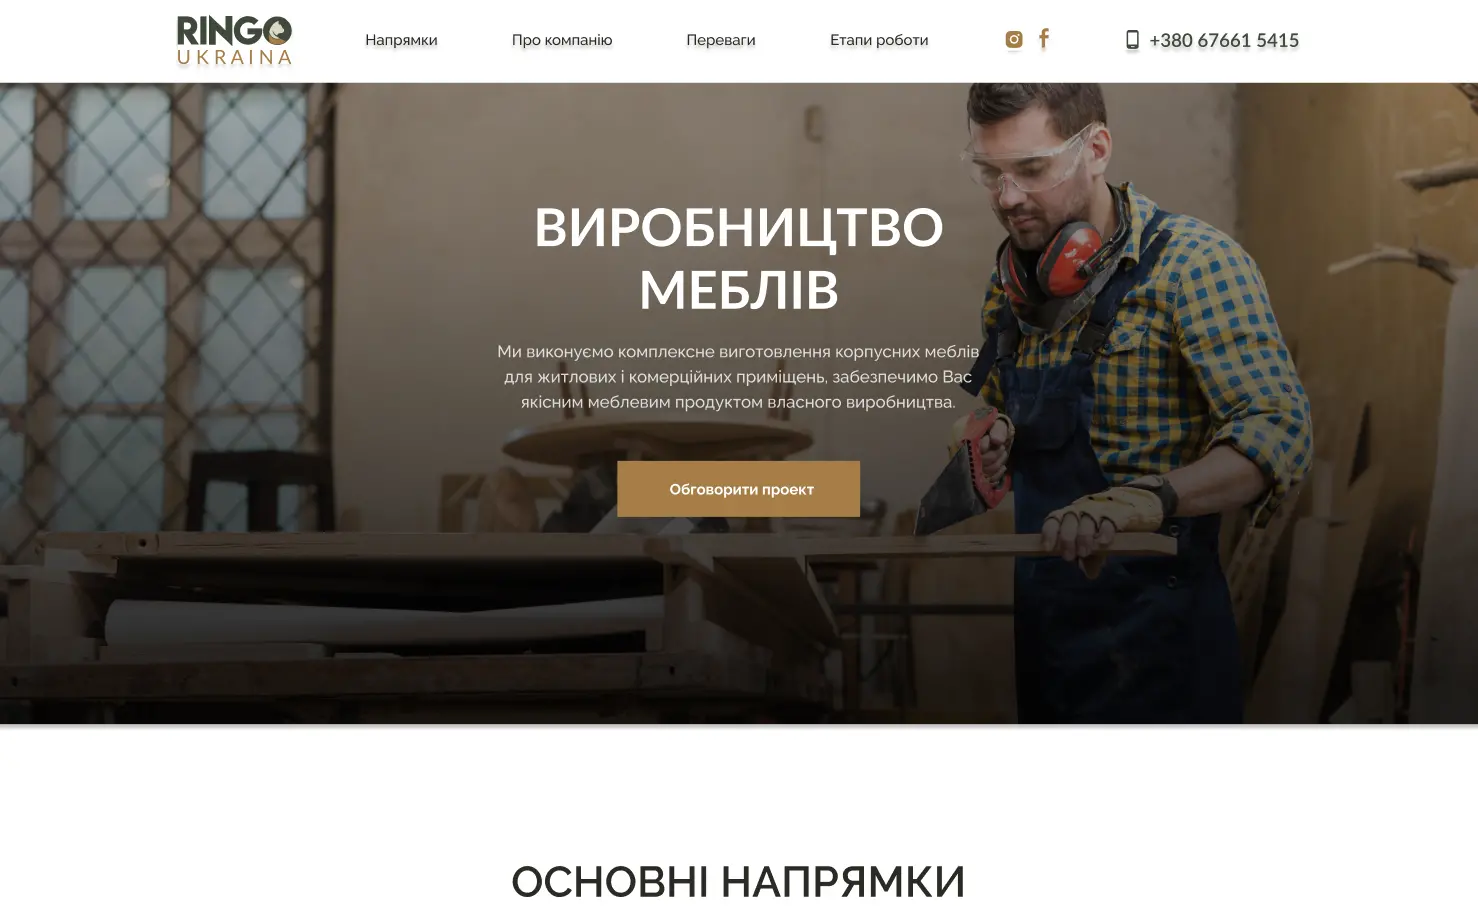 RINGO
UKRAINA
Напрямки
Про компанію
Переваги
Етапи роботи
+380 67661 5415
ВИРОБНИЦТВО
МЕБЛІВ
Ми виконуємо комплексне виготовлення корпусних меблів
для житлових і комерційних приміщень, забезпечимо Вас
якісним меблевим продуктом власного виробництва.
Обговорити проект
ОСНОВНІ НАПРЯМКИ